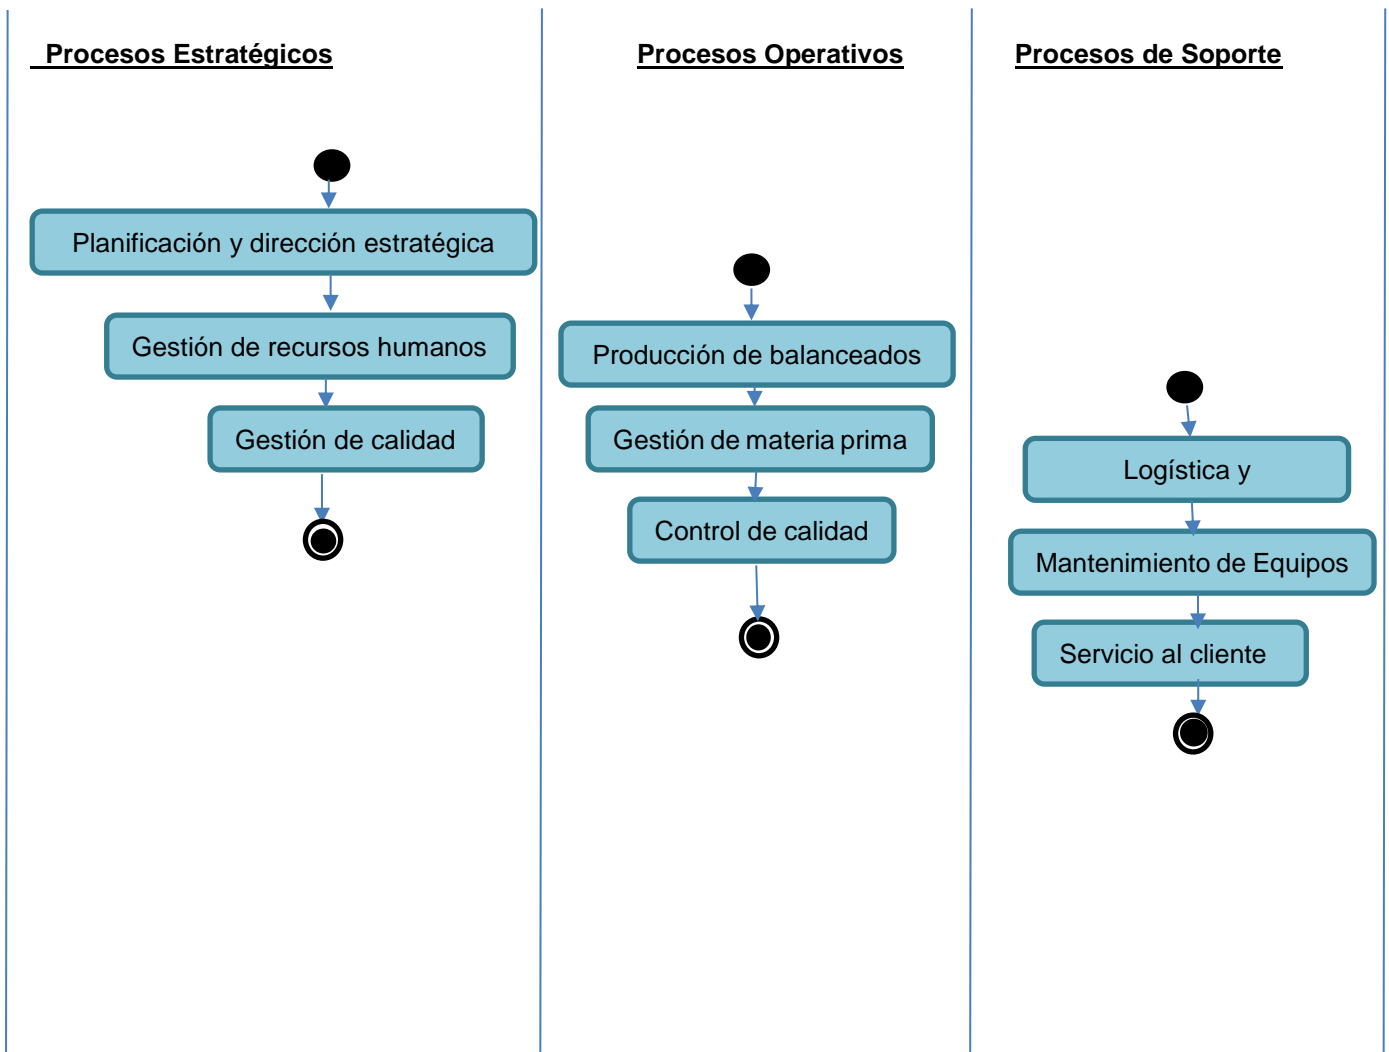 Procesos Estratégicos
Procesos Operativos
Procesos de Soporte
Planificación y dirección estratégica
Gestión de recursos humanos
Gestión de calidad
Producción de balanceados
Gestión de materia prima
Control de calidad
Logística y
Mantenimiento de Equipos
Servicio al cliente